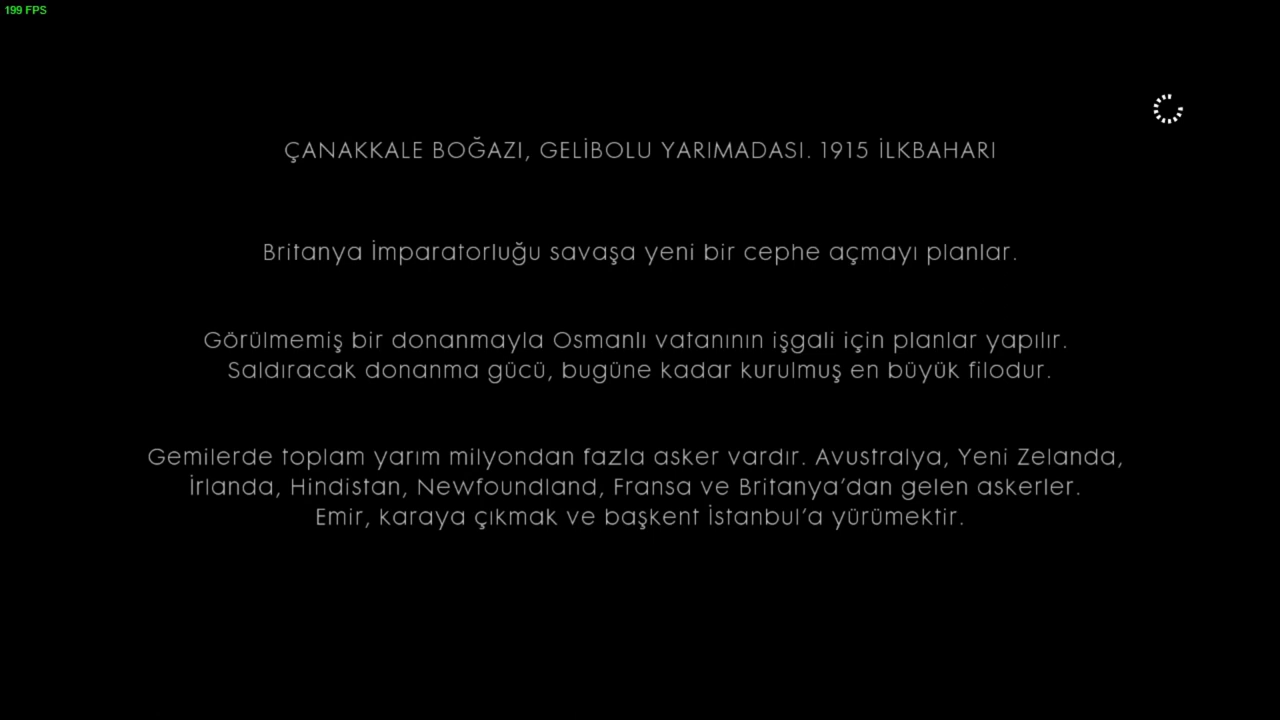 199 FPS
ÇANAKKALE BOĞAZI, GELİBOLU YARIMADASI. 1915 İLKBAHARI
Britanya İmparatorluğu savaşa yeni bir cephe açmayı planlar.
Görülmemiş bir donanmayla Osmanlı vatanının işgali için planlar yapılır.
Saldıracak donanma gücü, bugüne kadar kurulmuş en büyük filodur.
Gemilerde toplam yarım milyondan fazla asker vardır. Avustralya, Yeni Zelanda,
İrlanda, Hindistan, Newfoundland, Fransa ve Britanya’dan gelen askerler.
Emir, karaya çıkmak ve başkent İstanbul’a yürümektir.